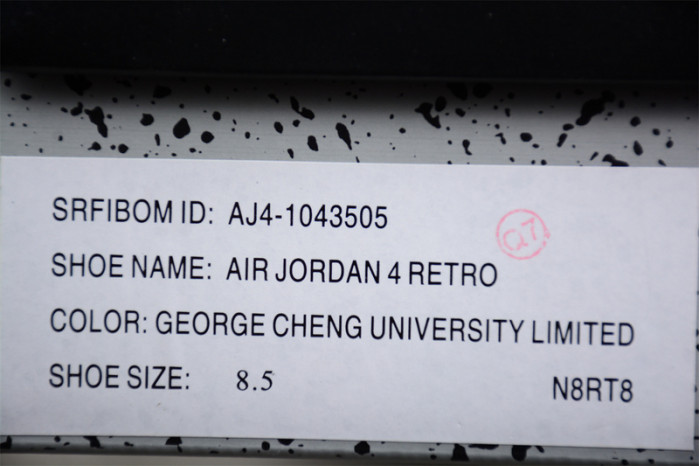 SRFIBOM ID: AJ4-1043505
Q7
SHOE NAME: AIR JORDAN 4 RETRO
COLOR: GEORGE CHENG UNIVERSITY LIMITED
SHOE SIZE: 8.5 N8RT8